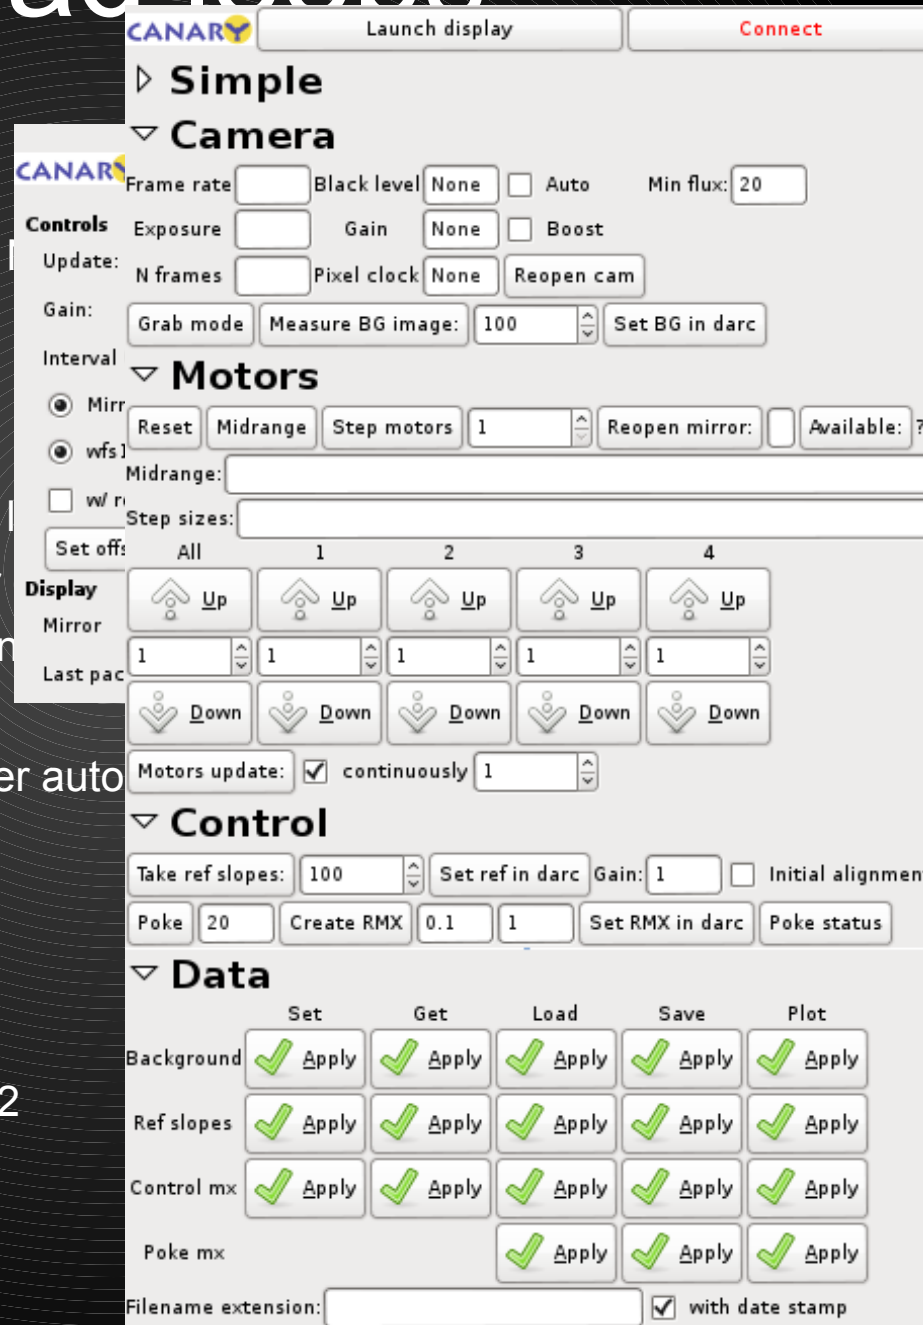 CANARY Launch display Connect
Simple
Camera
Frame rate Black level None Auto Min flux: 20
Exposure Gain None Boost
N frames Pixel clock None Reopen cam
Grab mode Measure BG image: 100 Set BG in darc
Motors
Reset Midrange Step motors 1 Reopen mirror: Available: ?
Midrange:
Step sizes:
All 1 2 3 4
Up Up Up Up Up
1 1 1 1 1
Down Down Down Down Down
Motors update: continuously 1
Control
Take ref slopes: 100 Set ref in darc Gain: 1 Initial alignmen
Poke 20 Create RMX 0.1 1 Set RMX in darc Poke status
Data
Set Get Load Save Plot
Background Apply Apply Apply Apply Apply
Ref slopes Apply Apply Apply Apply Apply
Control mx Apply Apply Apply Apply Apply
Poke mx Apply Apply Apply
Filename extension: with date stamp
CANARY
Controls
Update:
Gain:
Interval
Mirr
wfs1
w/ r
Set offs
Display
Mirror
Last pac
er auto
2